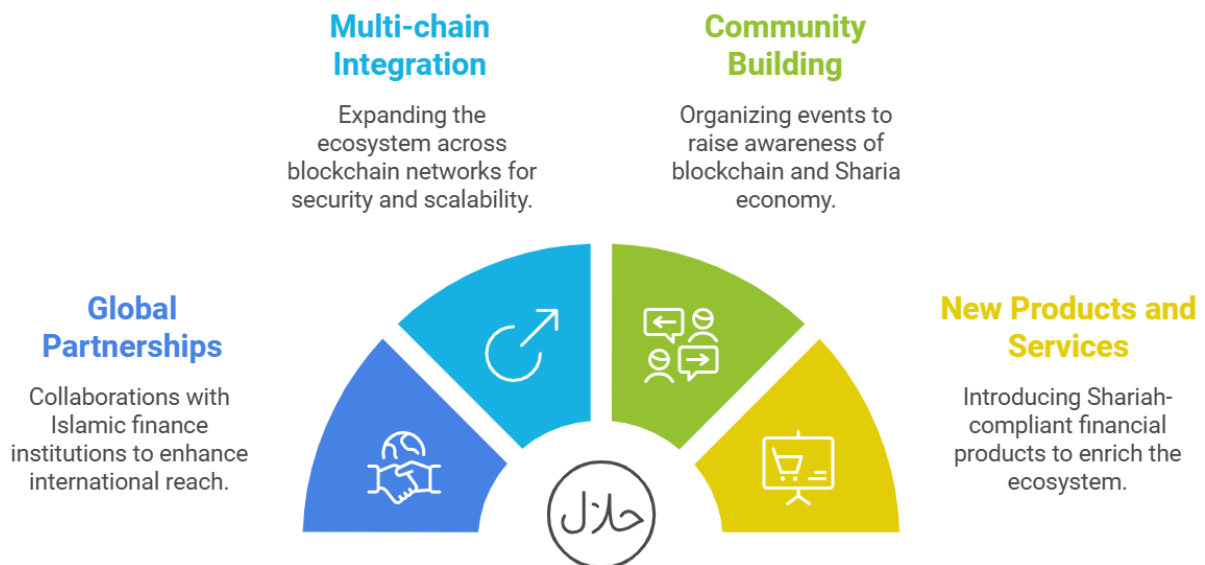 Multi-chain
Integration
Expanding the
ecosystem across
blockchain networks for
security and scalability.
Community
Building
Organizing events to
raise awareness of
blockchain and Sharia
economy.
Global
Partnerships
Collaborations with
Islamic finance
institutions to enhance
international reach.
New Products and
Services
Introducing Shariah-
compliant financial
products to enrich the
ecosystem.
حلال